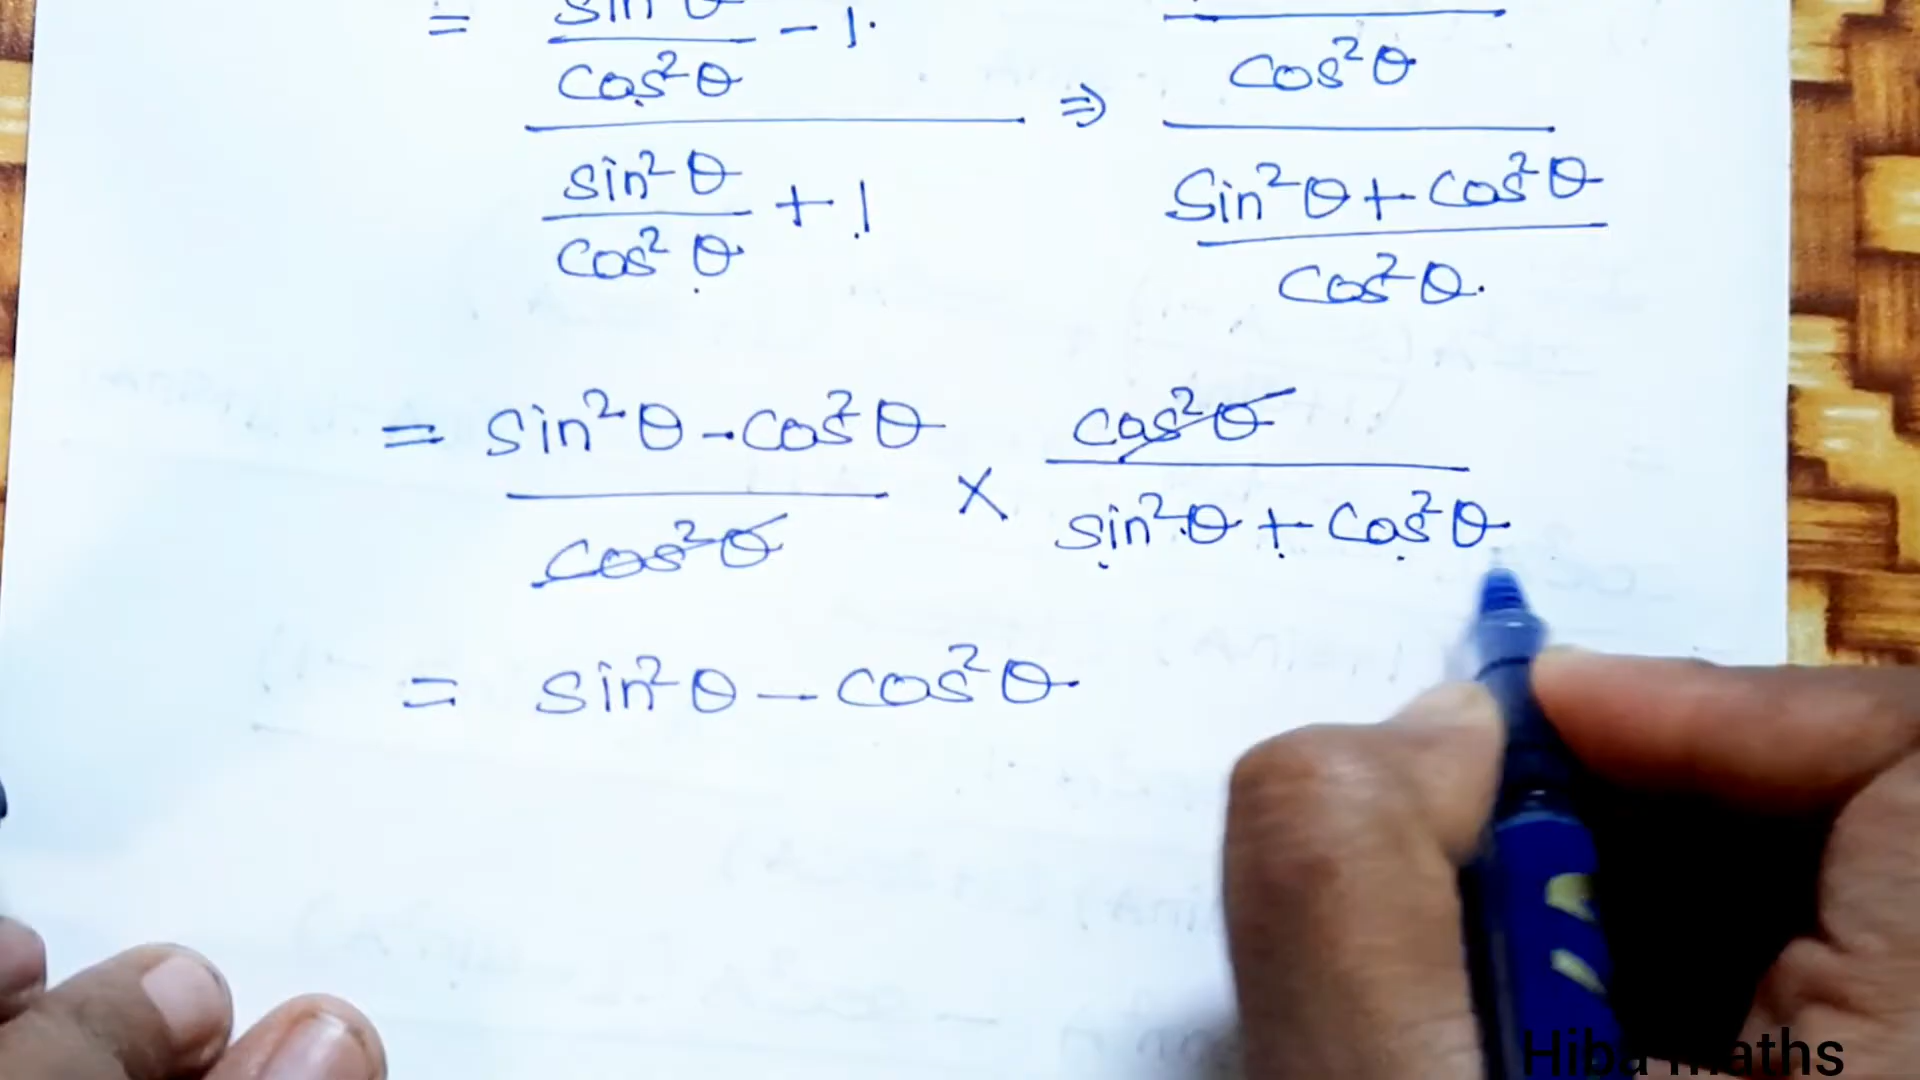 = sin θ / cos²θ - 1.
sin²θ / cos²θ + 1
⇒ cos²θ
sin²θ + cos²θ / cos²θ.
= sin²θ - cos²θ / cos²θ × cos²θ / sin²θ + cos²θ
= sin²θ - cos²θ
Hiba maths